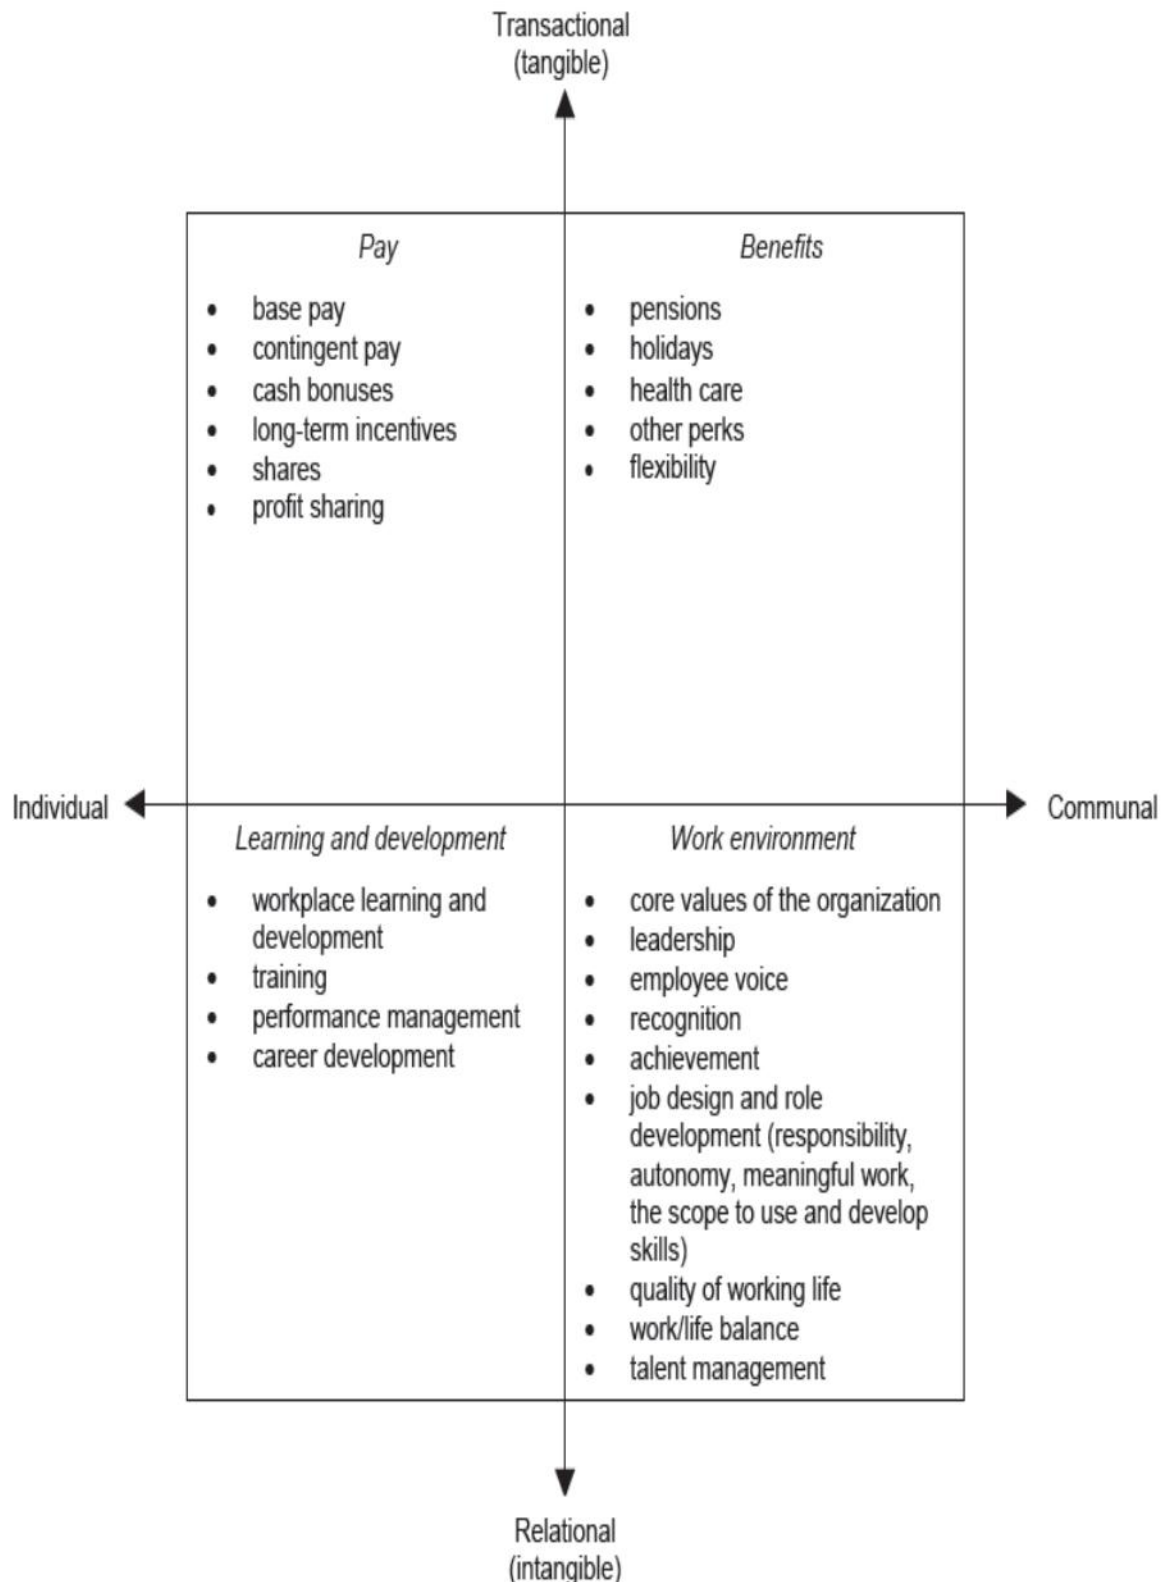 Transactional
(tangible)
Pay
• base pay
• contingent pay
• cash bonuses
• long-term incentives
• shares
• profit sharing
Benefits
• pensions
• holidays
• health care
• other perks
• flexibility
Individual
Communal
Learning and development
• workplace learning and
development
• training
• performance management
• career development
Work environment
• core values of the organization
• leadership
• employee voice
• recognition
• achievement
• job design and role
development (responsibility,
autonomy, meaningful work,
the scope to use and develop
skills)
• quality of working life
• work/life balance
• talent management
Relational
(intangible)